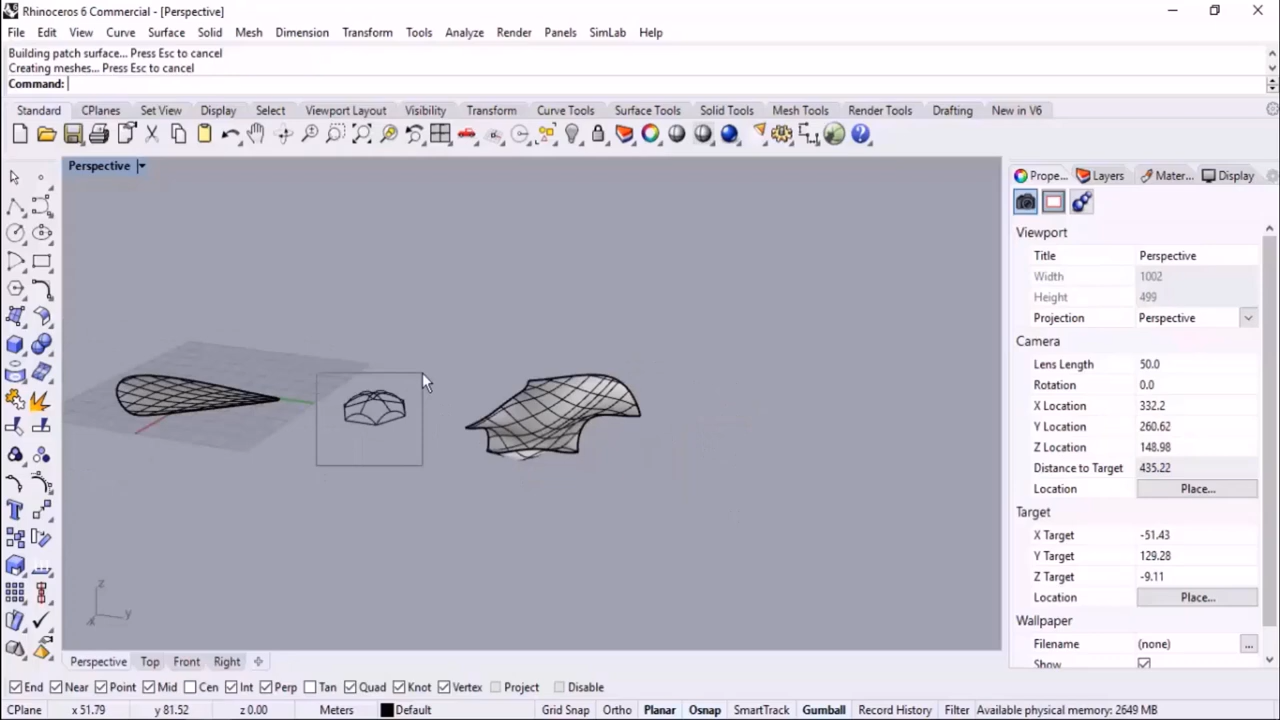 Rhinoceros 6 Commercial - [Perspective]
File Edit View Curve Surface Solid Mesh Dimension Transform Tools Analyze Render Panels SimLab Help
Building patch surface... Press Esc to cancel
Creating meshes... Press Esc to cancel
Command:
Standard CPlanes Set View Display Select Viewport Layout Visibility Transform Curve Tools Surface Tools Solid Tools Mesh Tools Render Tools Drafting New in V6
Perspective
Prope... Layers Mater... Display
Viewport
Title Perspective
Width 1002
Height 499
Projection Perspective
Camera
Lens Length 50.0
Rotation 0.0
X Location 332.2
Y Location 260.62
Z Location 148.98
Distance to Target 435.22
Location Place...
Target
X Target -51.43
Y Target 129.28
Z Target -9.11
Location Place...
Wallpaper
Filename (none) ...
Show
z
y
x
Perspective Top Front Right
End Near Point Mid Cen Int Perp Tan Quad Knot Vertex Project Disable
CPlane x 51.79 y 81.52 z 0.00 Meters Default Grid Snap Ortho Planar Osnap SmartTrack Gumball Record History Filter Available physical memory: 2649 MB